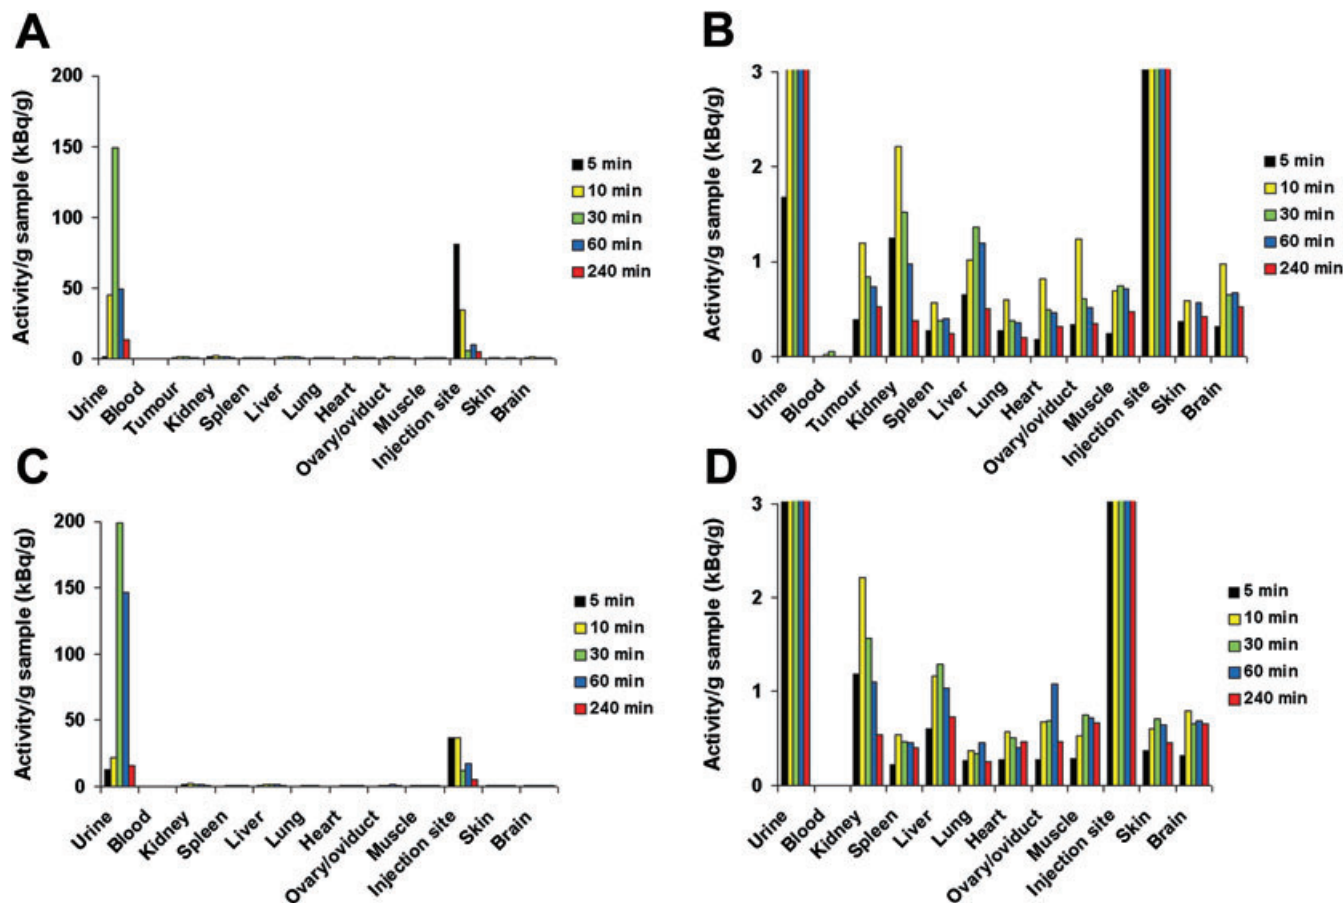 A
Activity/g sample (kBq/g)
200
150
100
50
0
Urine
Blood
Tumour
Kidney
Spleen
Liver
Lung
Heart
Ovary/oviduct
Muscle
Injection site
Skin
Brain
5 min
10 min
30 min
60 min
240 min
B
Activity/g sample (kBq/g)
3
2
1
0
Urine
Blood
Tumour
Kidney
Spleen
Liver
Lung
Heart
Ovary/oviduct
Muscle
Injection site
Skin
Brain
5 min
10 min
30 min
60 min
240 min
C
Activity/g sample (kBq/g)
200
150
100
50
0
Urine
Blood
Kidney
Spleen
Liver
Lung
Heart
Ovary/oviduct
Muscle
Injection site
Skin
Brain
5 min
10 min
30 min
60 min
240 min
D
Activity/g sample (kBq/g)
3
2
1
0
Urine
Blood
Kidney
Spleen
Liver
Lung
Heart
Ovary/oviduct
Muscle
Injection site
Skin
Brain
5 min
10 min
30 min
60 min
240 min